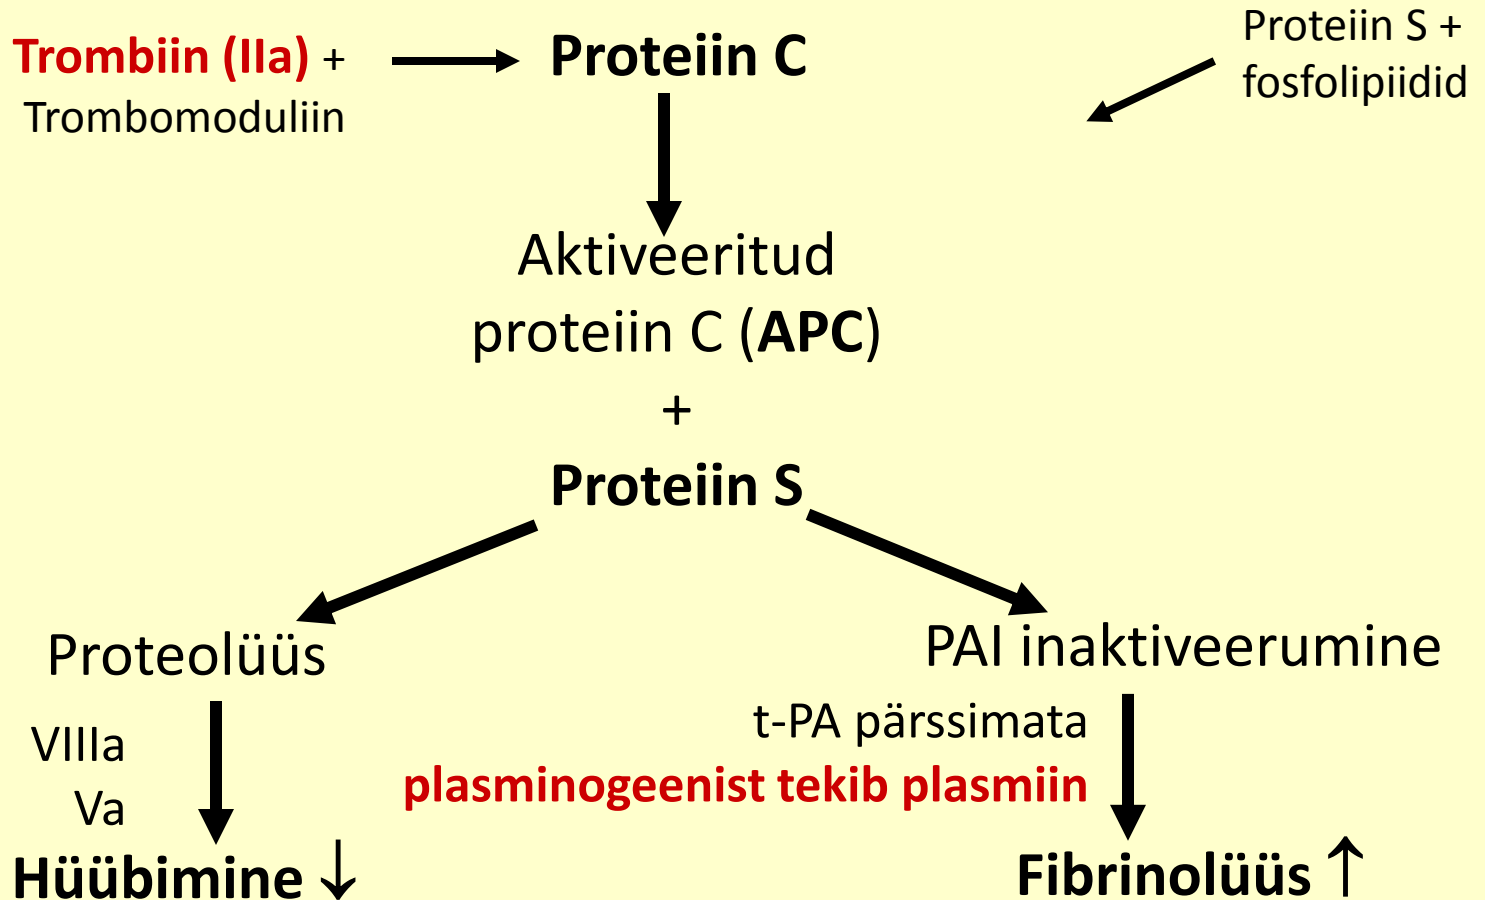 Trombiin (IIa) +
Trombomoduliin
Proteiin C
Proteiin S +
fosfolipiidid
Aktiveeritud
proteiin C (APC)
+
Proteiin S
Proteolüüs
VIIIa
Va
Hüübimine ↓
PAI inaktiveerumine
t-PA pärssimata
plasminogeenist tekib plasmiin
Fibrinolüüs ↑